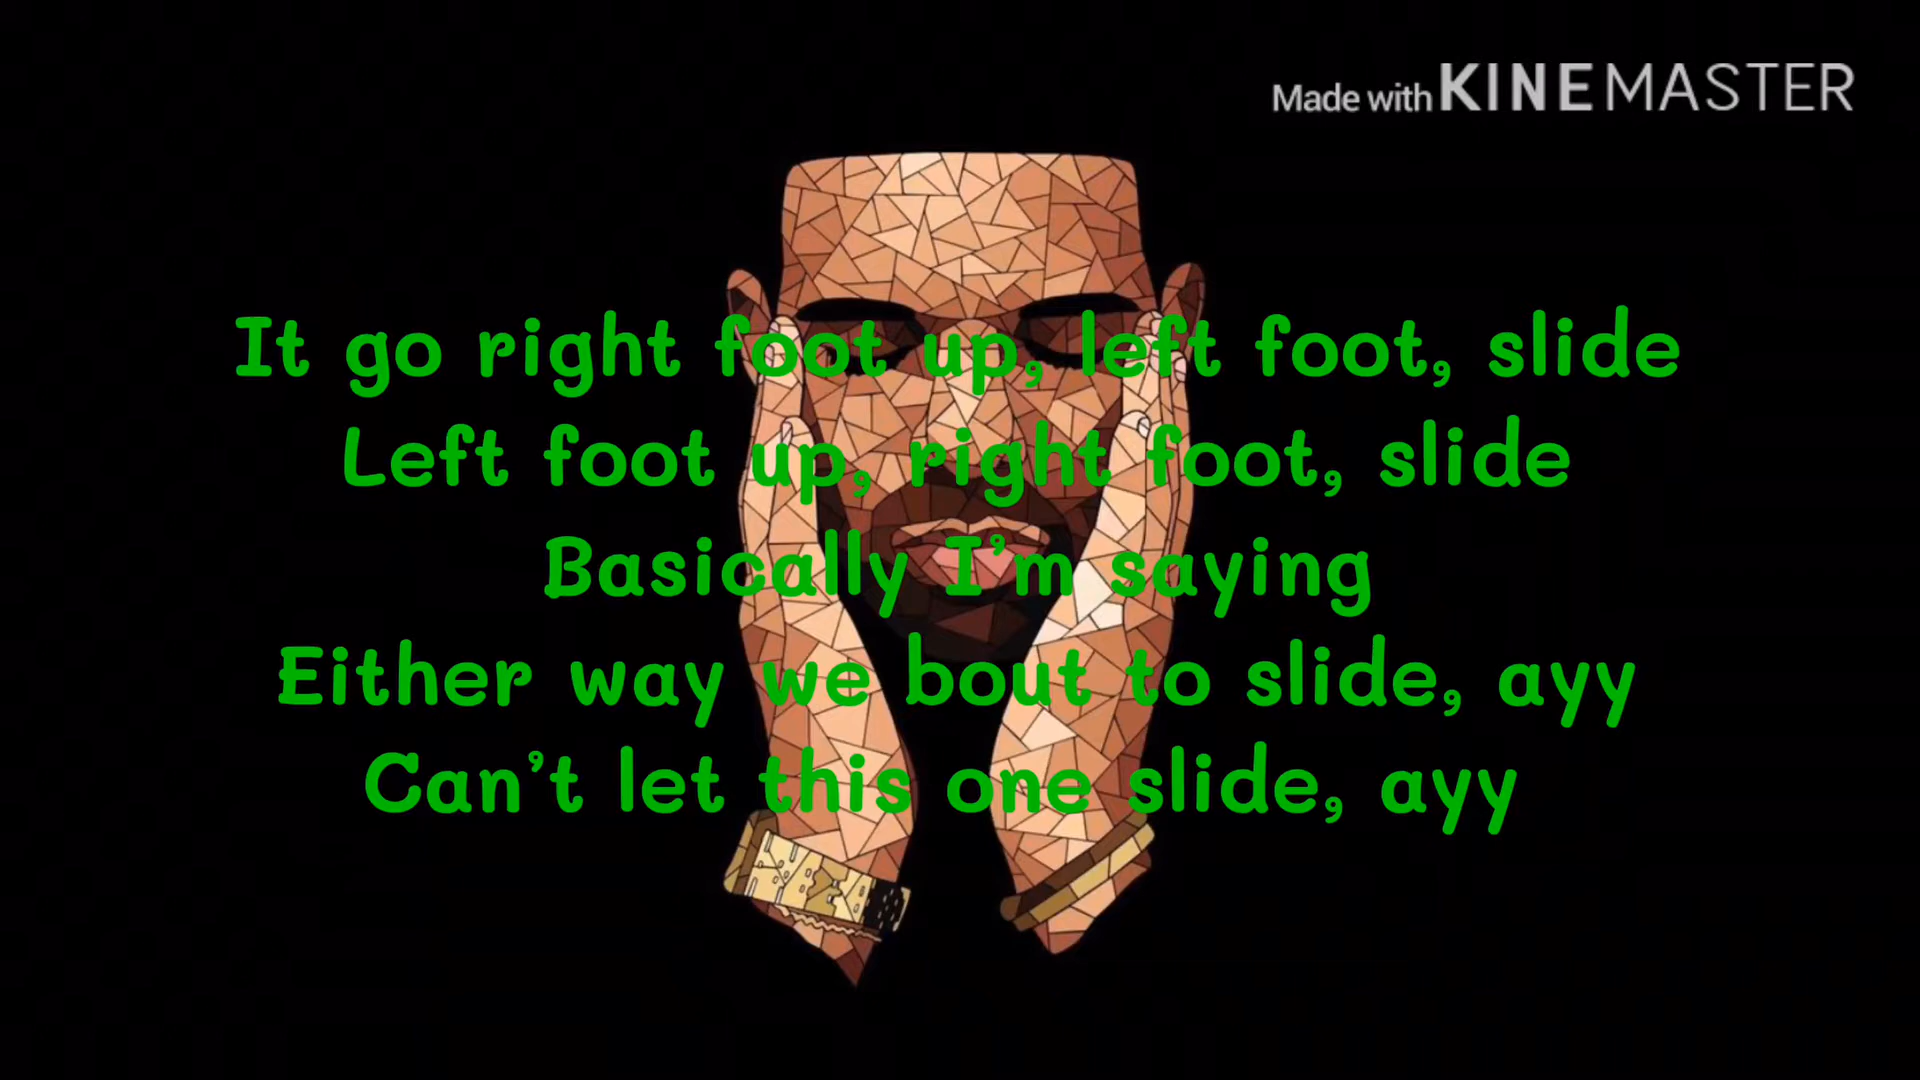 Made with KINEMASTER
It go right foot up, left foot, slide
Left foot up, right foot, slide
Basically I'm saying
Either way we bout to slide, ayy
Can't let this one slide, ayy